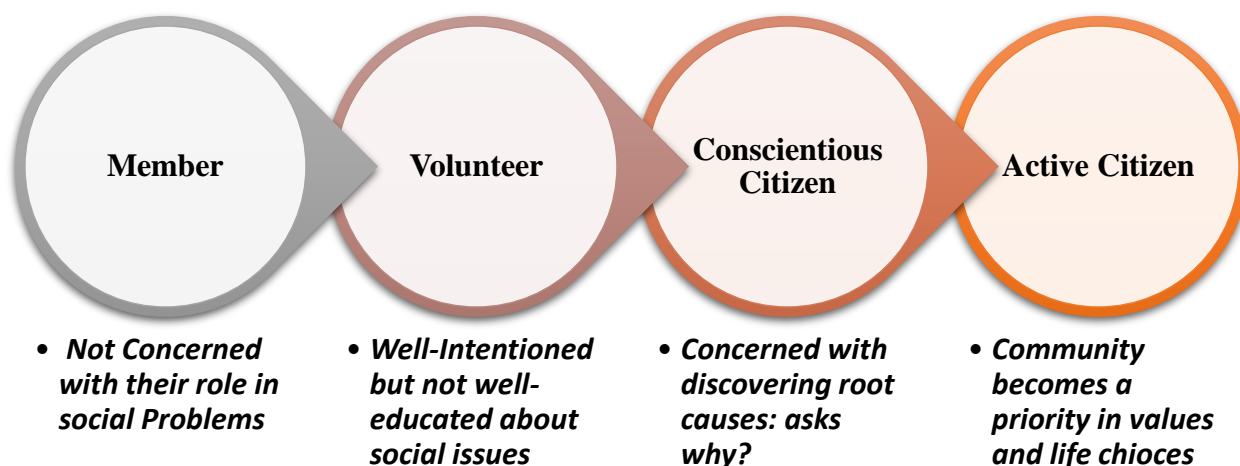 Member
Volunteer
Conscientious
Citizen
Active Citizen
• Not Concerned
with their role in
social Problems
• Well-Intentioned
but not well-
educated about
social issues
• Concerned with
discovering root
causes: asks
why?
• Community
becomes a
priority in values
and life chioces